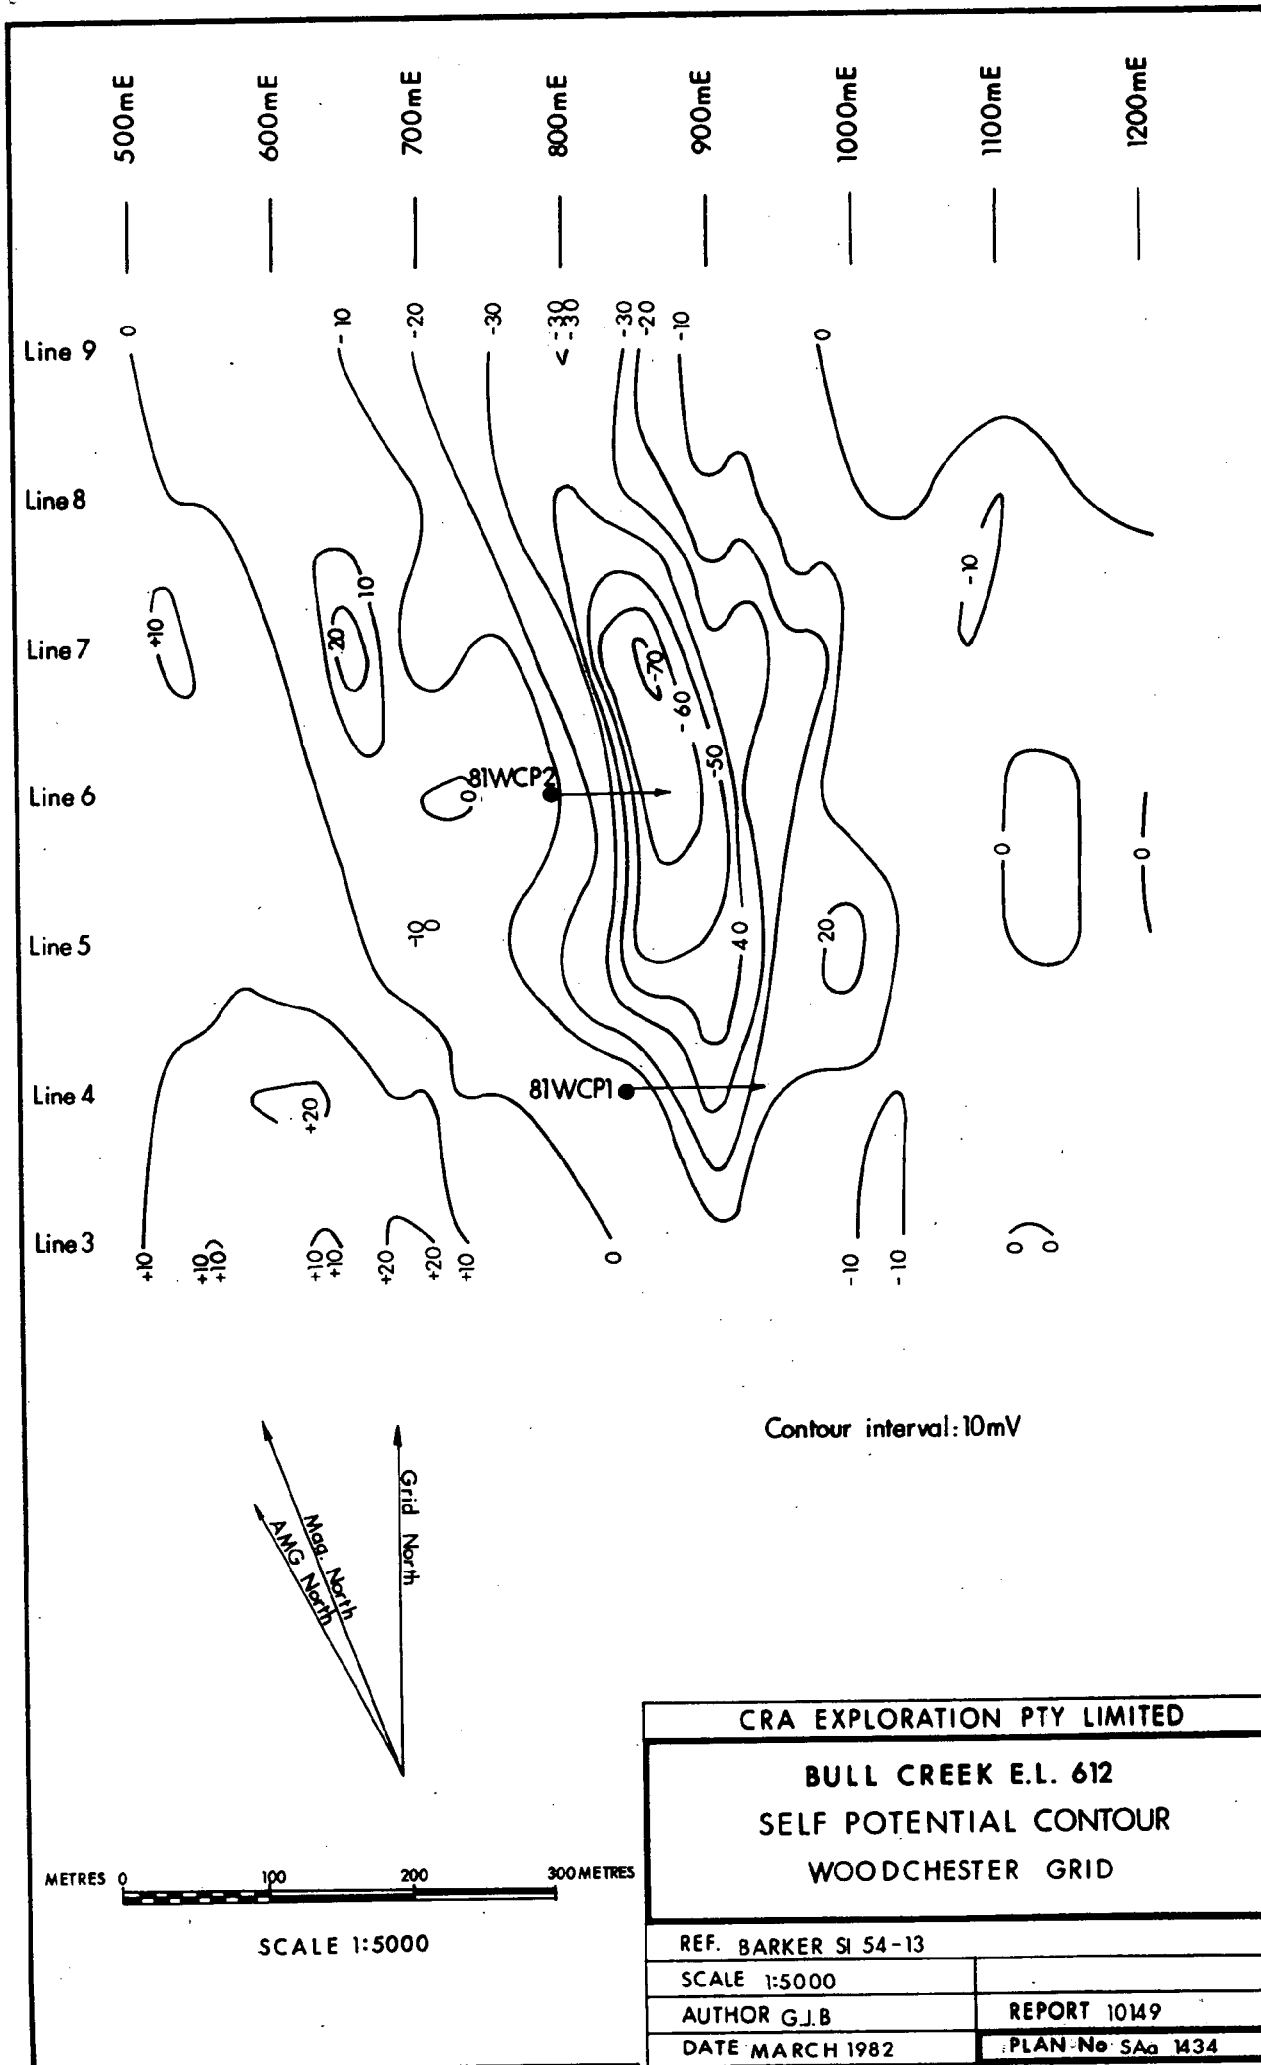 500mE 600mE 700mE 800mE 900mE 1000mE 1100mE 1200mE
0 -10 -20 -30 -30 -30 -30 -20 -10 0
Line 9
Line 8
-10
+10 10
20
Line 7
-70
-60
-50
81WCP2
0
Line 6
0 0
-10 0
40
20
Line 5
81WCP1
Line 4
+20
Line 3
+10 +10 +10 +10 +10 +20 +20 +10 0 -10 -10 0 0
Contour interval: 10mV
Grid North
Mag. North
AMG North
METRES 0 100 200 300 METRES
SCALE 1:5000
CRA EXPLORATION PTY LIMITED
BULL CREEK E.L. 612
SELF POTENTIAL CONTOUR
WOODCHESTER GRID
REF. BARKER SI 54-13
SCALE 1:5000
AUTHOR G.J.B REPORT 10149
DATE MARCH 1982 PLAN No SAa 1434